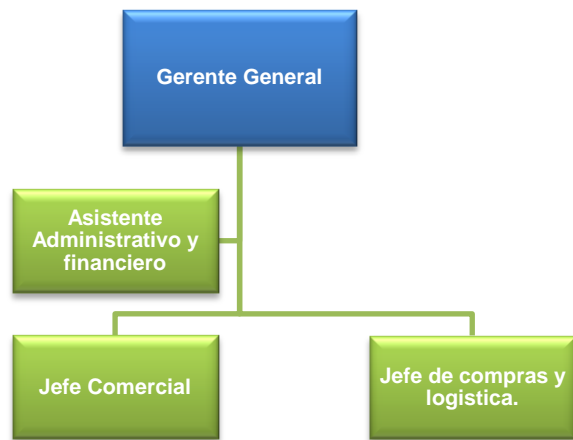 Gerente General
Asistente
Administrativo y
financiero
Jefe Comercial
Jefe de compras y
logistica.